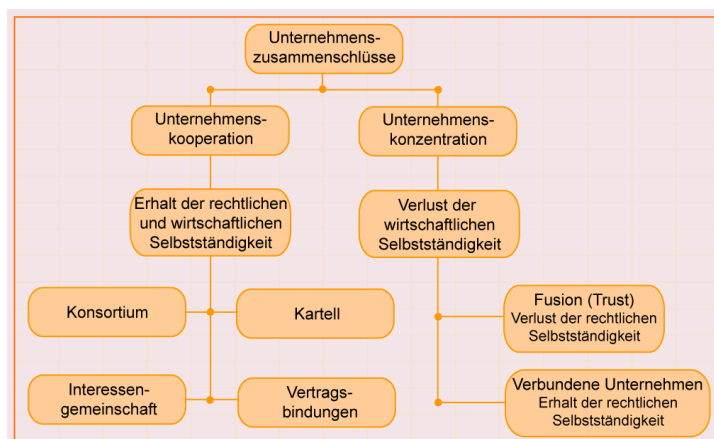 Unternehmens-
zusammenschlüsse
Unternehmens-
kooperation
Unternehmens-
konzentration
Erhalt der rechtlichen
und wirtschaftlichen
Selbstständigkeit
Verlust der
wirtschaftlichen
Selbstständigkeit
Konsortium
Kartell
Fusion (Trust)
Verlust der rechtlichen
Selbstständigkeit
Interessen-
gemeinschaft
Vertrags-
bindungen
Verbundene Unternehmen
Erhalt der rechtlichen
Selbstständigkeit